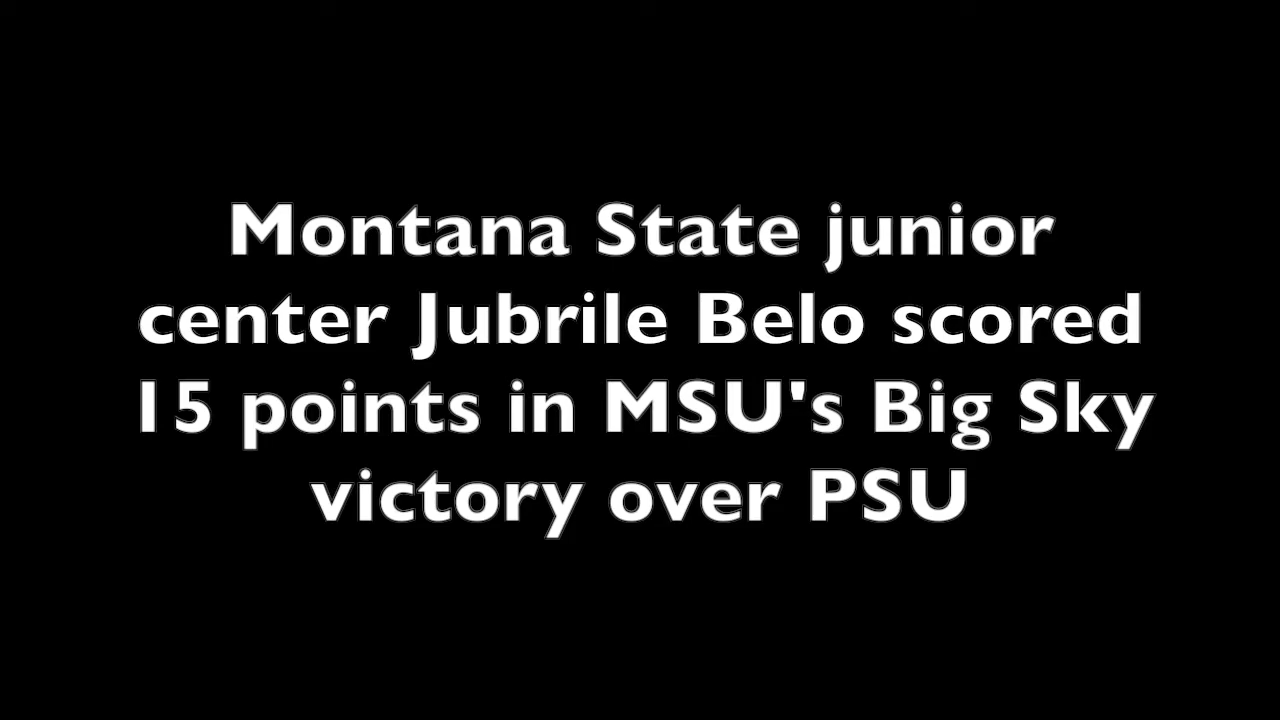 Montana State junior
center Jubrile Belo scored
15 points in MSU's Big Sky
victory over PSU